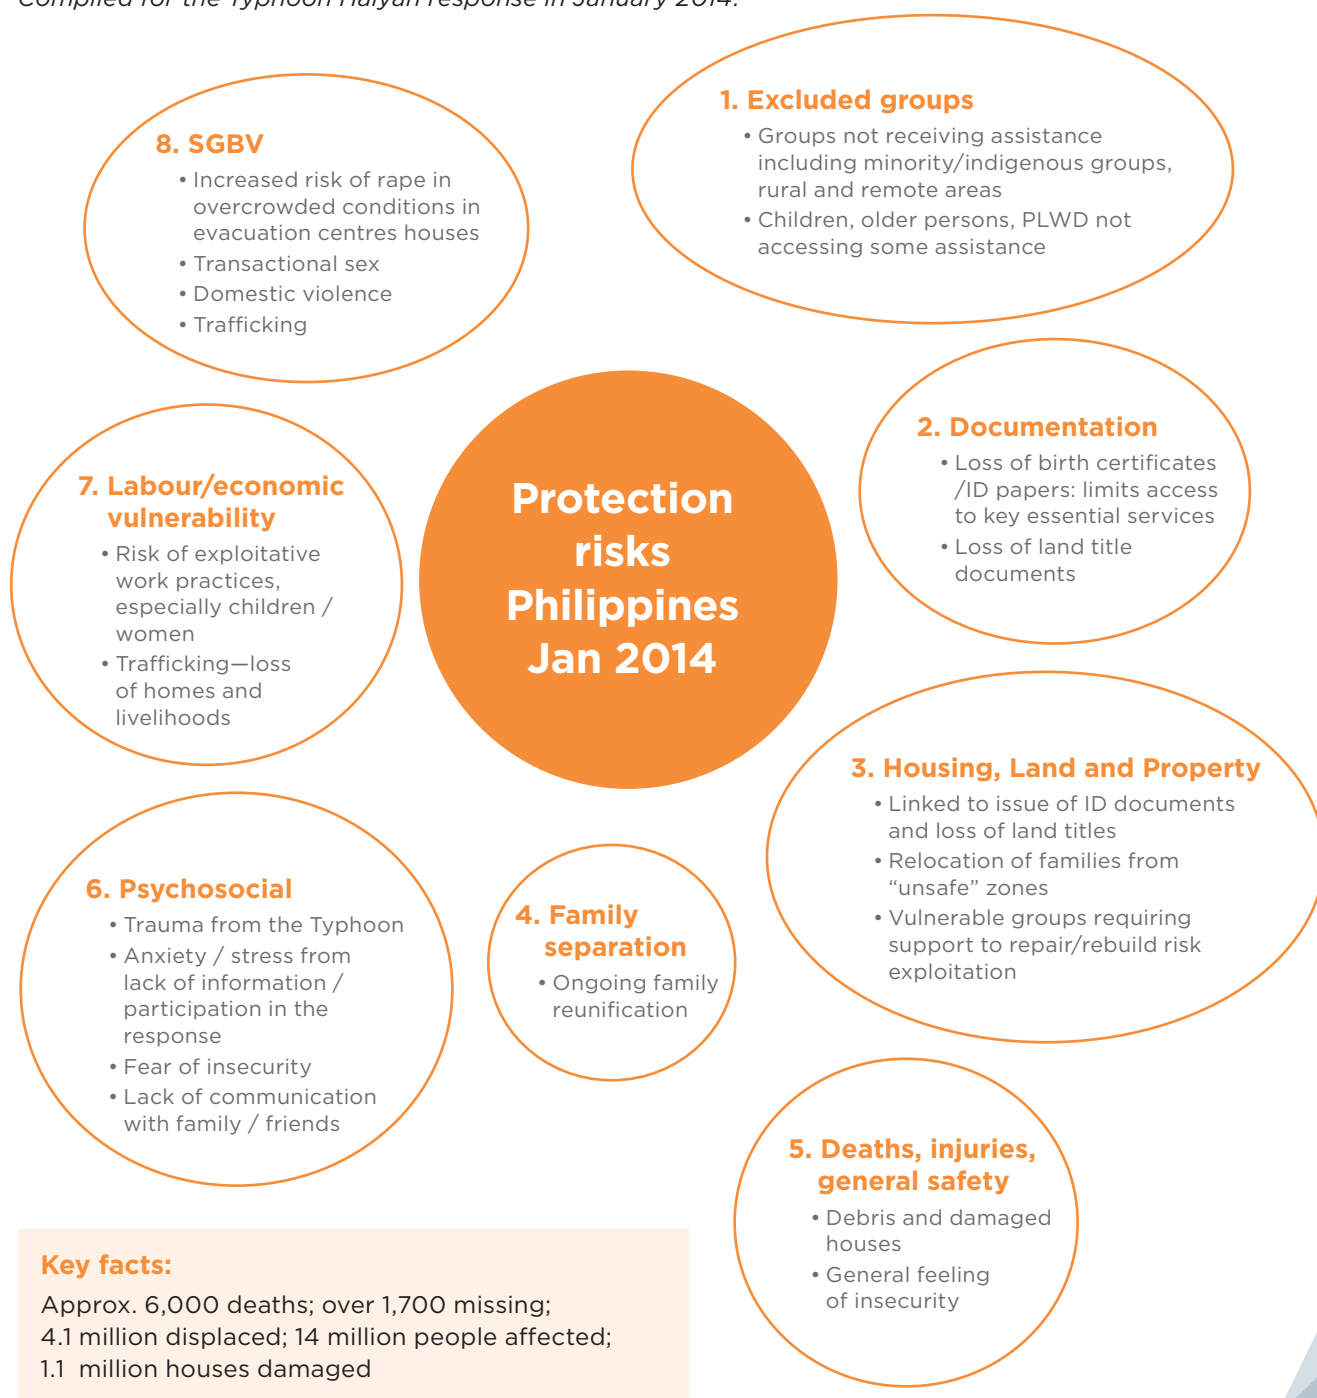 Compiled for the Typhoon Haiyan response in January 2014.
1. Excluded groups
• Groups not receiving assistance
including minority/indigenous groups,
rural and remote areas
• Children, older persons, PLWD not
accessing some assistance
2. Documentation
• Loss of birth certificates
/ID papers: limits access
to key essential services
• Loss of land title
documents
3. Housing, Land and Property
• Linked to issue of ID documents
and loss of land titles
• Relocation of families from
“unsafe” zones
• Vulnerable groups requiring
support to repair/rebuild risk
exploitation
4. Family
separation
• Ongoing family
reunification
5. Deaths, injuries,
general safety
• Debris and damaged
houses
• General feeling
of insecurity
6. Psychosocial
• Trauma from the Typhoon
• Anxiety / stress from
lack of information /
participation in the
response
• Fear of insecurity
• Lack of communication
with family / friends
7. Labour/economic
vulnerability
• Risk of exploitative
work practices,
especially children /
women
• Trafficking—loss
of homes and
livelihoods
8. SGBV
• Increased risk of rape in
overcrowded conditions in
evacuation centres houses
• Transactional sex
• Domestic violence
• Trafficking
Protection
risks
Philippines
Jan 2014
Key facts:
Approx. 6,000 deaths; over 1,700 missing;
4.1 million displaced; 14 million people affected;
1.1 million houses damaged